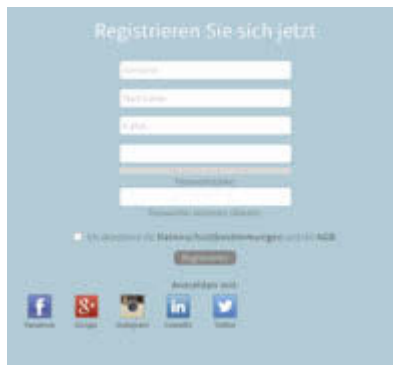 Registrieren Sie sich jetzt
Vorname
Nachname
E-Mail
Ich akzeptiere die Datenschutzbestimmungen und die AGB
Registrieren
Anmelden mit:
Facebook Google Instagram LinkedIn Twitter